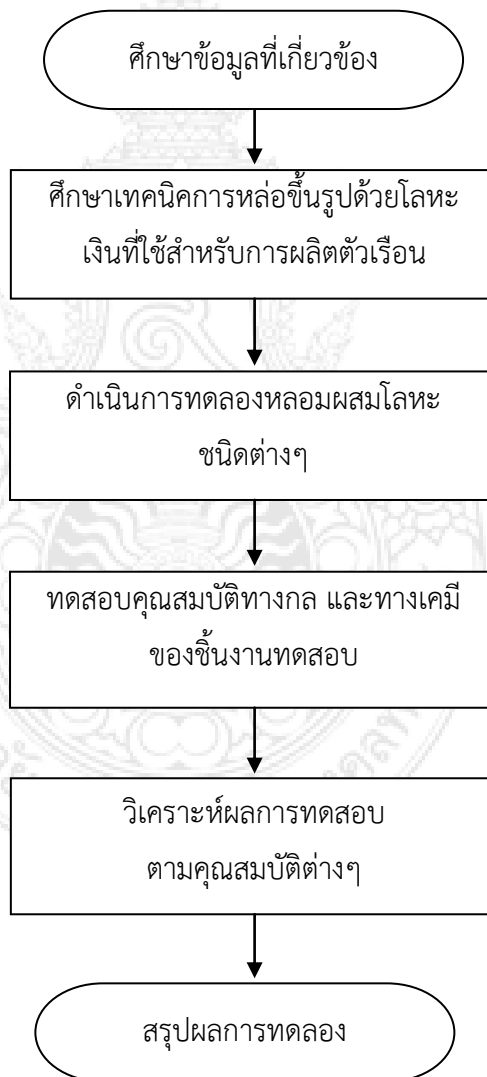 ศึกษาข้อมูลที่เกี่ยวข้อง
ศึกษาเทคนิคการหล่อขึ้นรูปด้วยโลหะ
เงินที่ใช้สำหรับการผลิตตัวเรือน
ดำเนินการทดลองหลอมผสมโลหะ
ชนิดต่างๆ
ทดสอบคุณสมบัติทางกล และทางเคมี
ของชิ้นงานทดสอบ
วิเคราะห์ผลการทดสอบ
ตามคุณสมบัติต่างๆ
สรุปผลการทดลอง